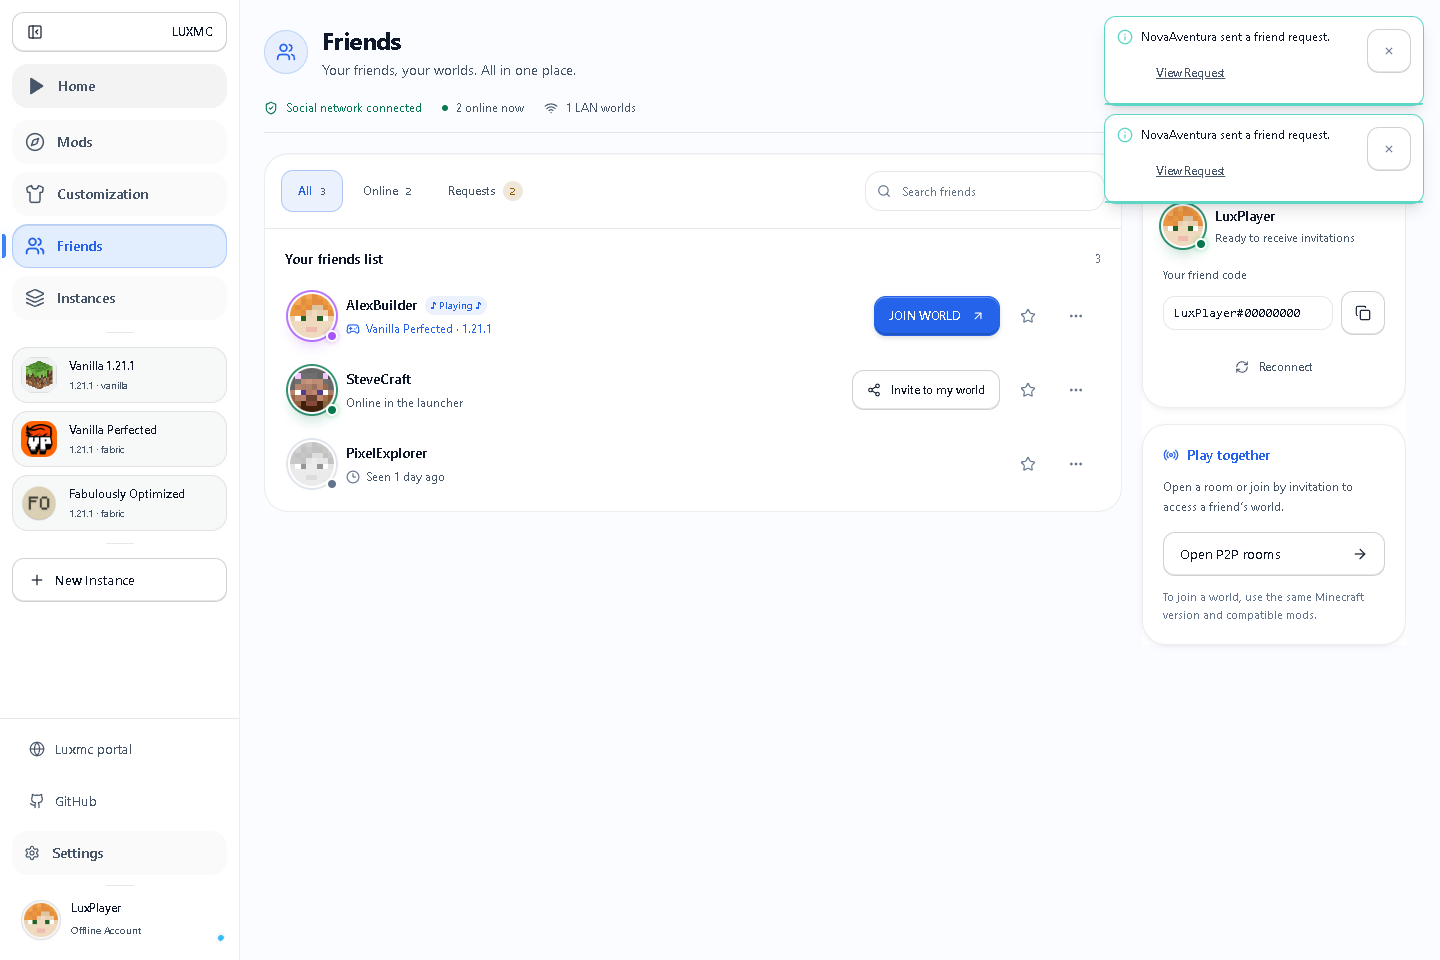 LUXMC
Home
Mods
Customization
Friends
Instances
Vanilla 1.21.1
1.21.1 · vanilla
Vanilla Perfected
1.21.1 · fabric
Fabulously Optimized
1.21.1 · fabric
New Instance
Luxmc portal
GitHub
Settings
LuxPlayer
Offline Account
Friends
Your friends, your worlds. All in one place.
Social network connected
2 online now
1 LAN worlds
All 3
Online 2
Requests 2
Search friends
Your friends list
3
AlexBuilder
♪ Playing ♪
Vanilla Perfected · 1.21.1
JOIN WORLD
SteveCraft
Online in the launcher
Invite to my world
PixelExplorer
Seen 1 day ago
NovaAventura sent a friend request.
View Request
NovaAventura sent a friend request.
View Request
LuxPlayer
Ready to receive invitations
Your friend code
LuxPlayer#00000000
Reconnect
Play together
Open a room or join by invitation to
access a friend's world.
Open P2P rooms
To join a world, use the same Minecraft
version and compatible mods.
VP
FO